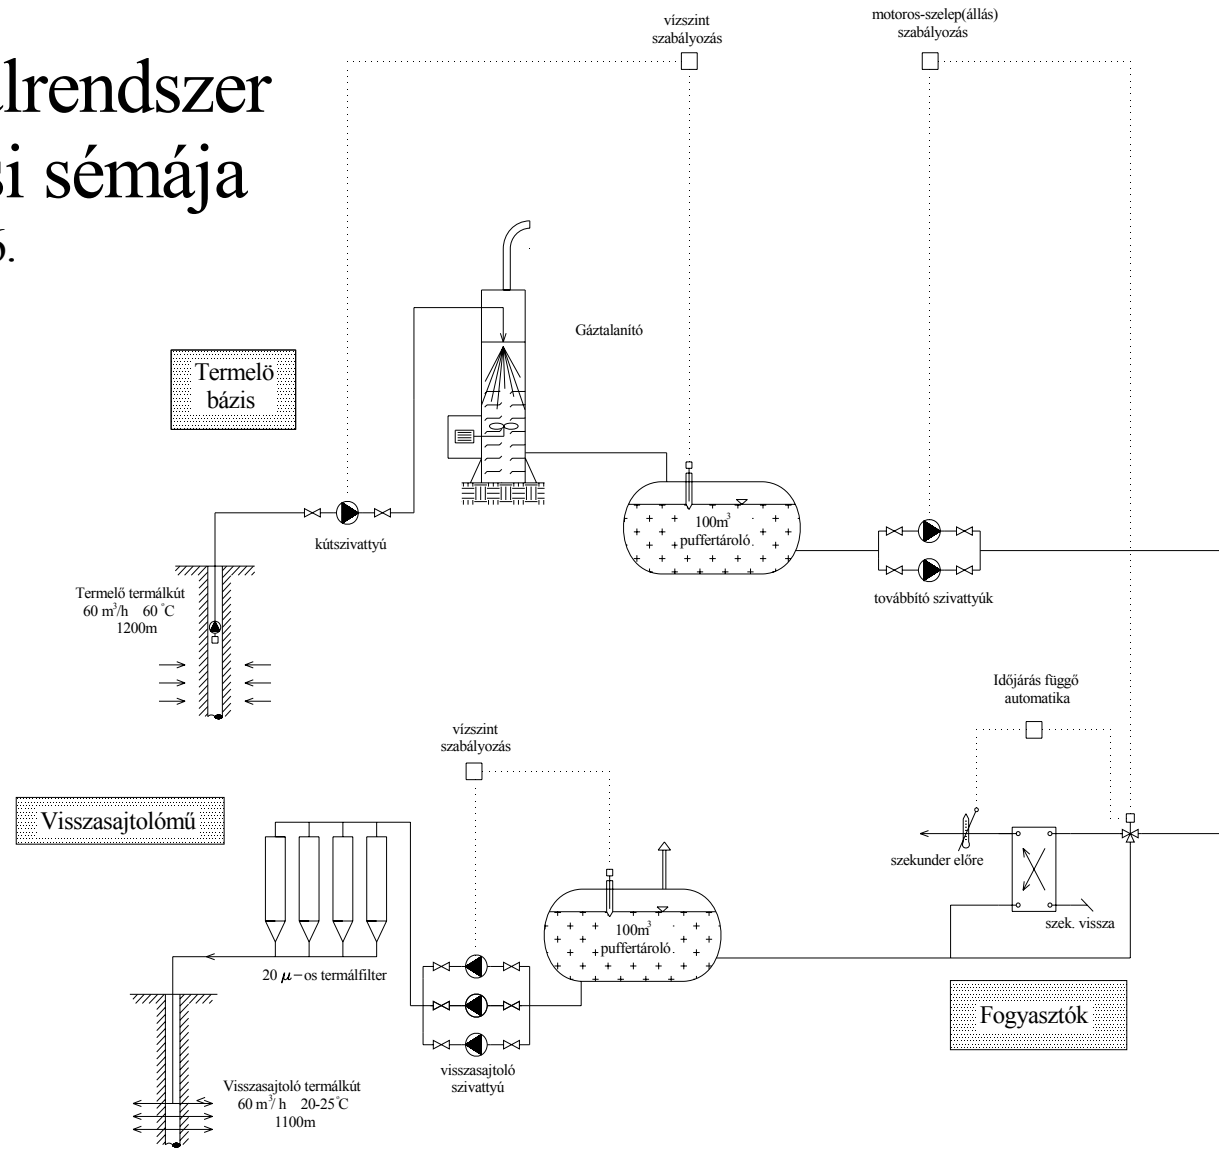 vízszint
szabályozás
motoros-szelep(állás)
szabályozás
álrendszer
si sémája
6.
Gáztalanító
Termelö
bázis
100m³
puffertároló.
kútszivattyú
továbbító szivattyúk
Termelő termálkút
60 m³/h 60 °C
1200m
Időjárás függő
automatika
vízszint
szabályozás
Visszasajtolómű
szekunder előre
szek. vissza
100m³
puffertároló.
20 μ-os termálfilter
Fogyasztók
visszasajtoló
szivattyú
Visszasajtoló termálkút
60 m³/ h 20-25°C
1100m